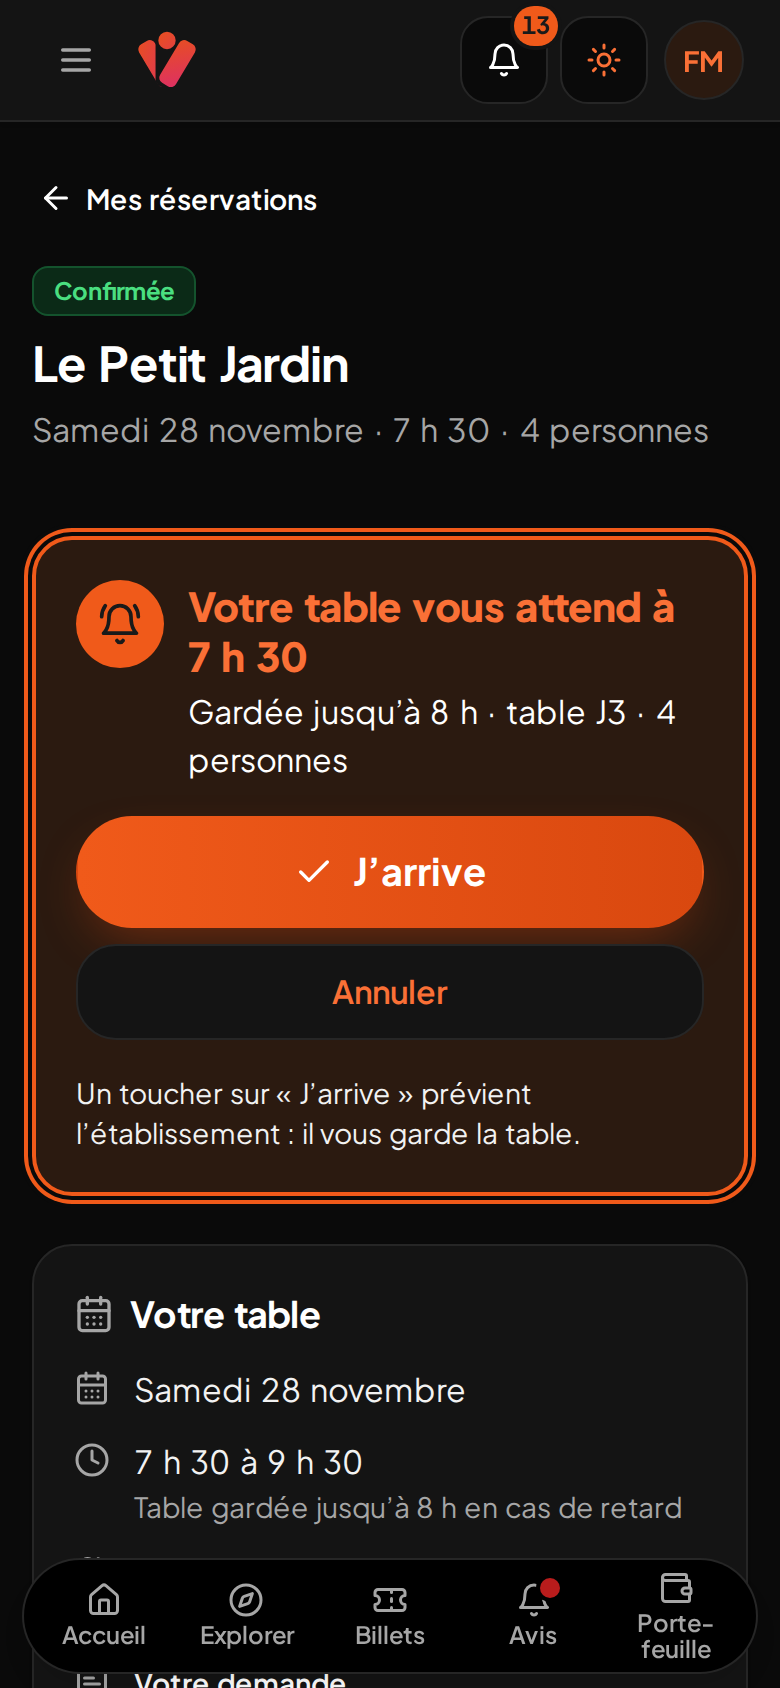 13
FM
Mes réservations
Confirmée
Le Petit Jardin
Samedi 28 novembre · 7 h 30 · 4 personnes
Votre table vous attend à
7 h 30
Gardée jusqu’à 8 h · table J3 · 4
personnes
J’arrive
Annuler
Un toucher sur « J’arrive » prévient
l’établissement : il vous garde la table.
Votre table
Samedi 28 novembre
7 h 30 à 9 h 30
Table gardée jusqu’à 8 h en cas de retard
Accueil
Explorer
Billets
Avis
Porte-
feuille
Votre demande